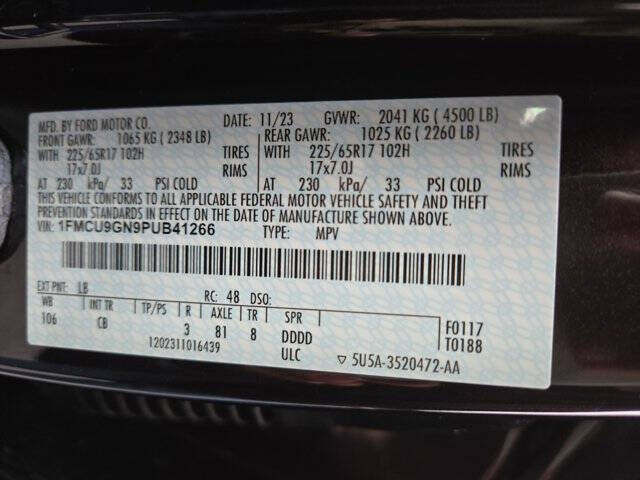 MFD. BY FORD MOTOR CO. DATE: 11/23 GVWR: 2041 KG ( 4500 LB)
FRONT GAWR: 1065 KG ( 2348 LB) REAR GAWR: 1025 KG ( 2260 LB)
WITH 225/65R17 102H TIRES WITH 225/65R17 102H TIRES
17x7.0J RIMS 17x7.0J RIMS
AT 230 kPa/ 33 PSI COLD AT 230 kPa/ 33 PSI COLD
THIS VEHICLE CONFORMS TO ALL APPLICABLE FEDERAL MOTOR VEHICLE SAFETY AND THEFT
PREVENTION STANDARDS IN EFFECT ON THE DATE OF MANUFACTURE SHOWN ABOVE.
VIN: 1FMCU9GN9PUB41266 TYPE: MPV
EXT PNT: LB RC: 48 DSO:
WB INT TR TP/PS R AXLE TR SPR
106 CB 3 81 8 DDDD F0117
1202311016439 ULC T0188
▽ 5U5A-3520472-AA